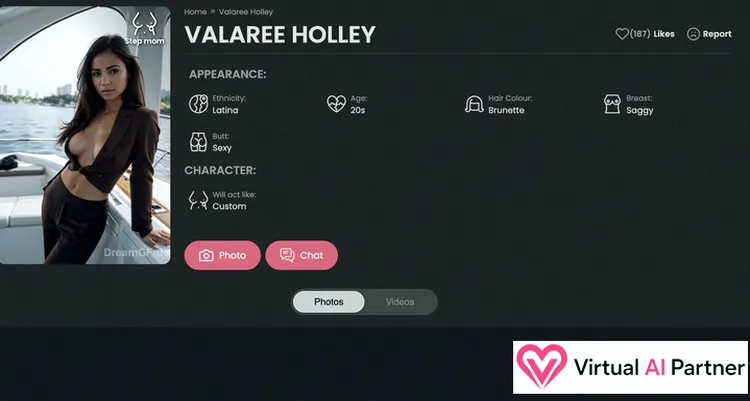 Home » Valaree Holley
VALAREE HOLLEY
(187) Likes
Report
Step mom
APPEARANCE:
Ethnicity:
Latina
Age:
20s
Hair Colour:
Brunette
Breast:
Saggy
Butt:
Sexy
CHARACTER:
Will act like:
Custom
DreamGF.ai
Photo
Chat
Photos
Videos
Virtual AI Partner